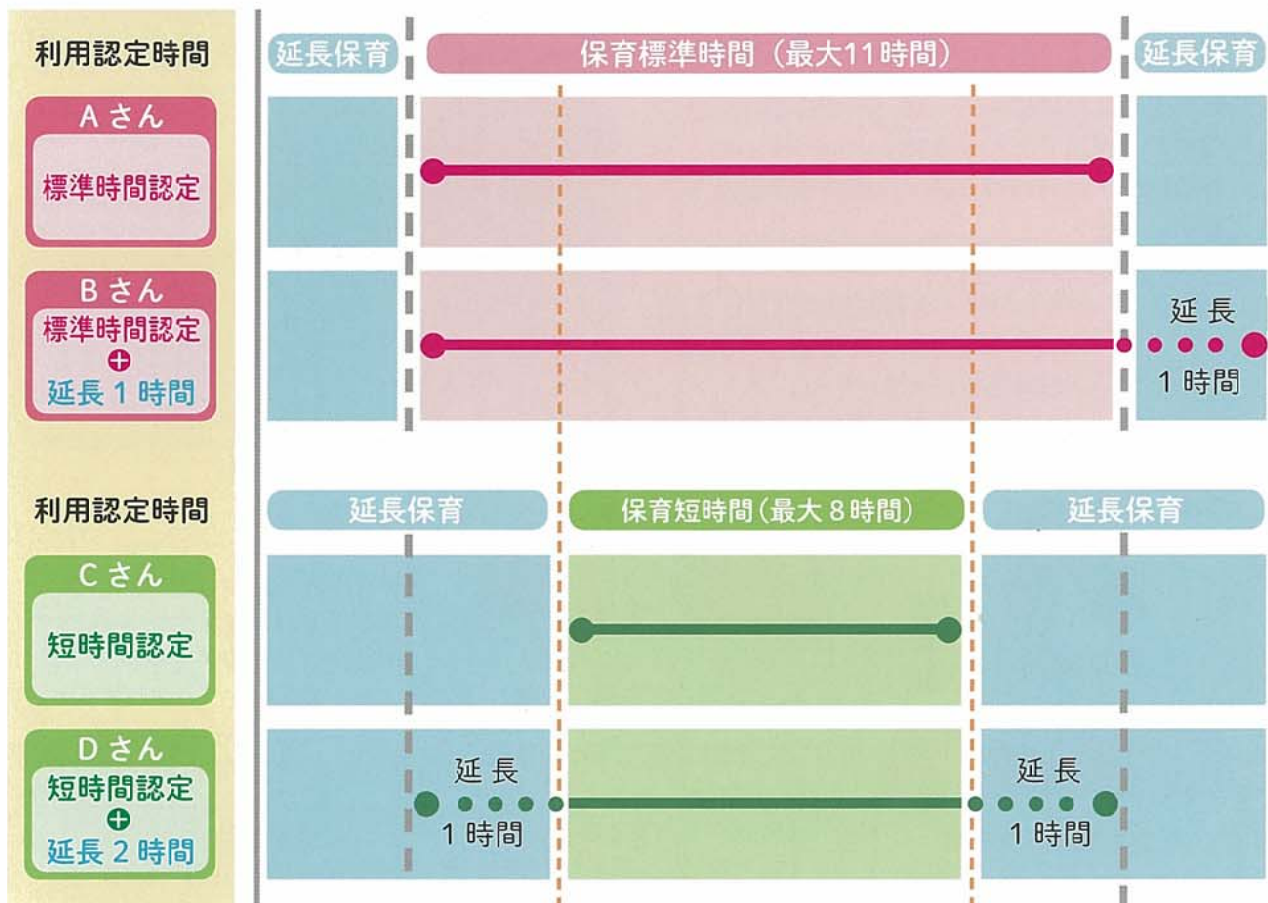 利用認定時間
延長保育
保育標準時間（最大11時間）
延長保育
Aさん
標準時間認定
Bさん
標準時間認定
+
延長1時間
延長
1時間
利用認定時間
延長保育
保育短時間（最大8時間）
延長保育
Cさん
短時間認定
Dさん
短時間認定
+
延長2時間
延長
1時間
延長
1時間